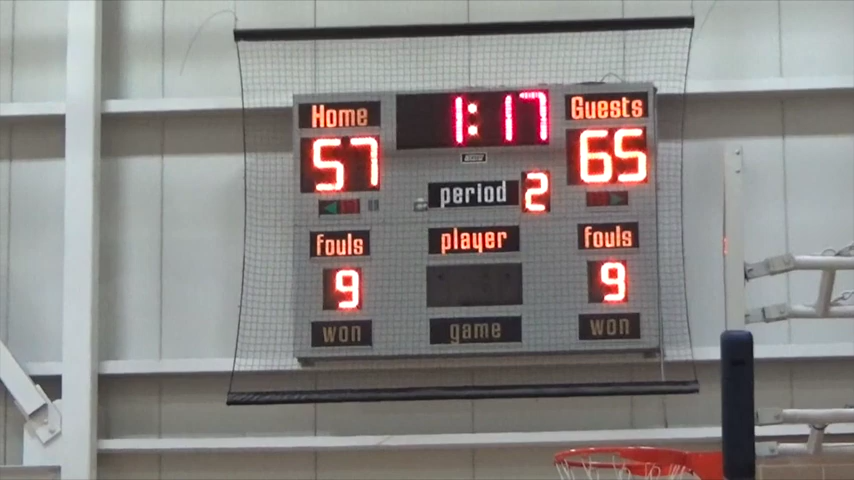 Home 1:17 Guests
57 65
period 2
fouls player fouls
9 9
won game won